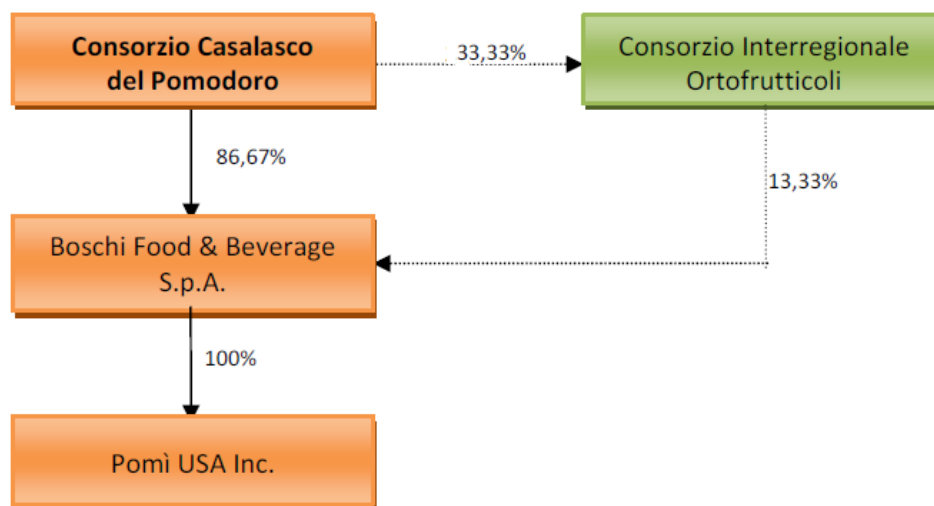 Consorzio Casalasco
del Pomodoro
33,33%
Consorzio Interregionale
Ortofrutticoli
86,67%
13,33%
Boschi Food & Beverage
S.p.A.
100%
Pomì USA Inc.